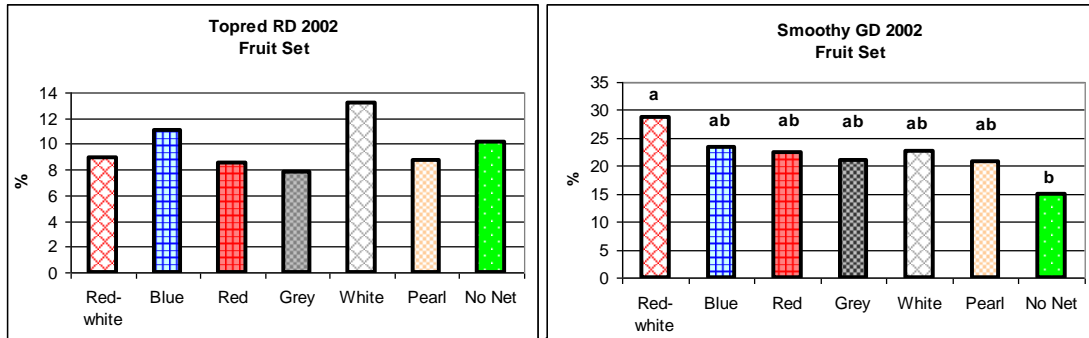 Topred RD 2002
Fruit Set
14
12
10
8
6
4
2
0
%
Red-
white
Blue
Red
Grey
White
Pearl
No Net
Smoothy GD 2002
Fruit Set
35
30
25
20
15
10
5
0
%
a
ab
ab
ab
ab
ab
b
Red-
white
Blue
Red
Grey
White
Pearl
No Net